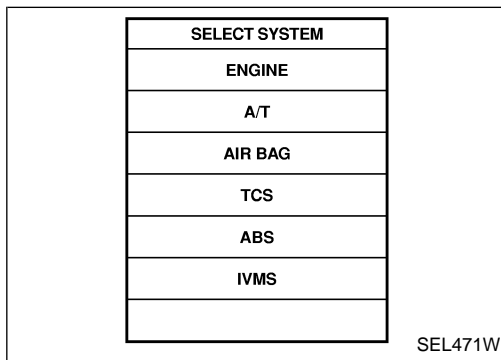 SELECT SYSTEM
ENGINE
A/T
AIR BAG
TCS
ABS
IVMS
SEL471W